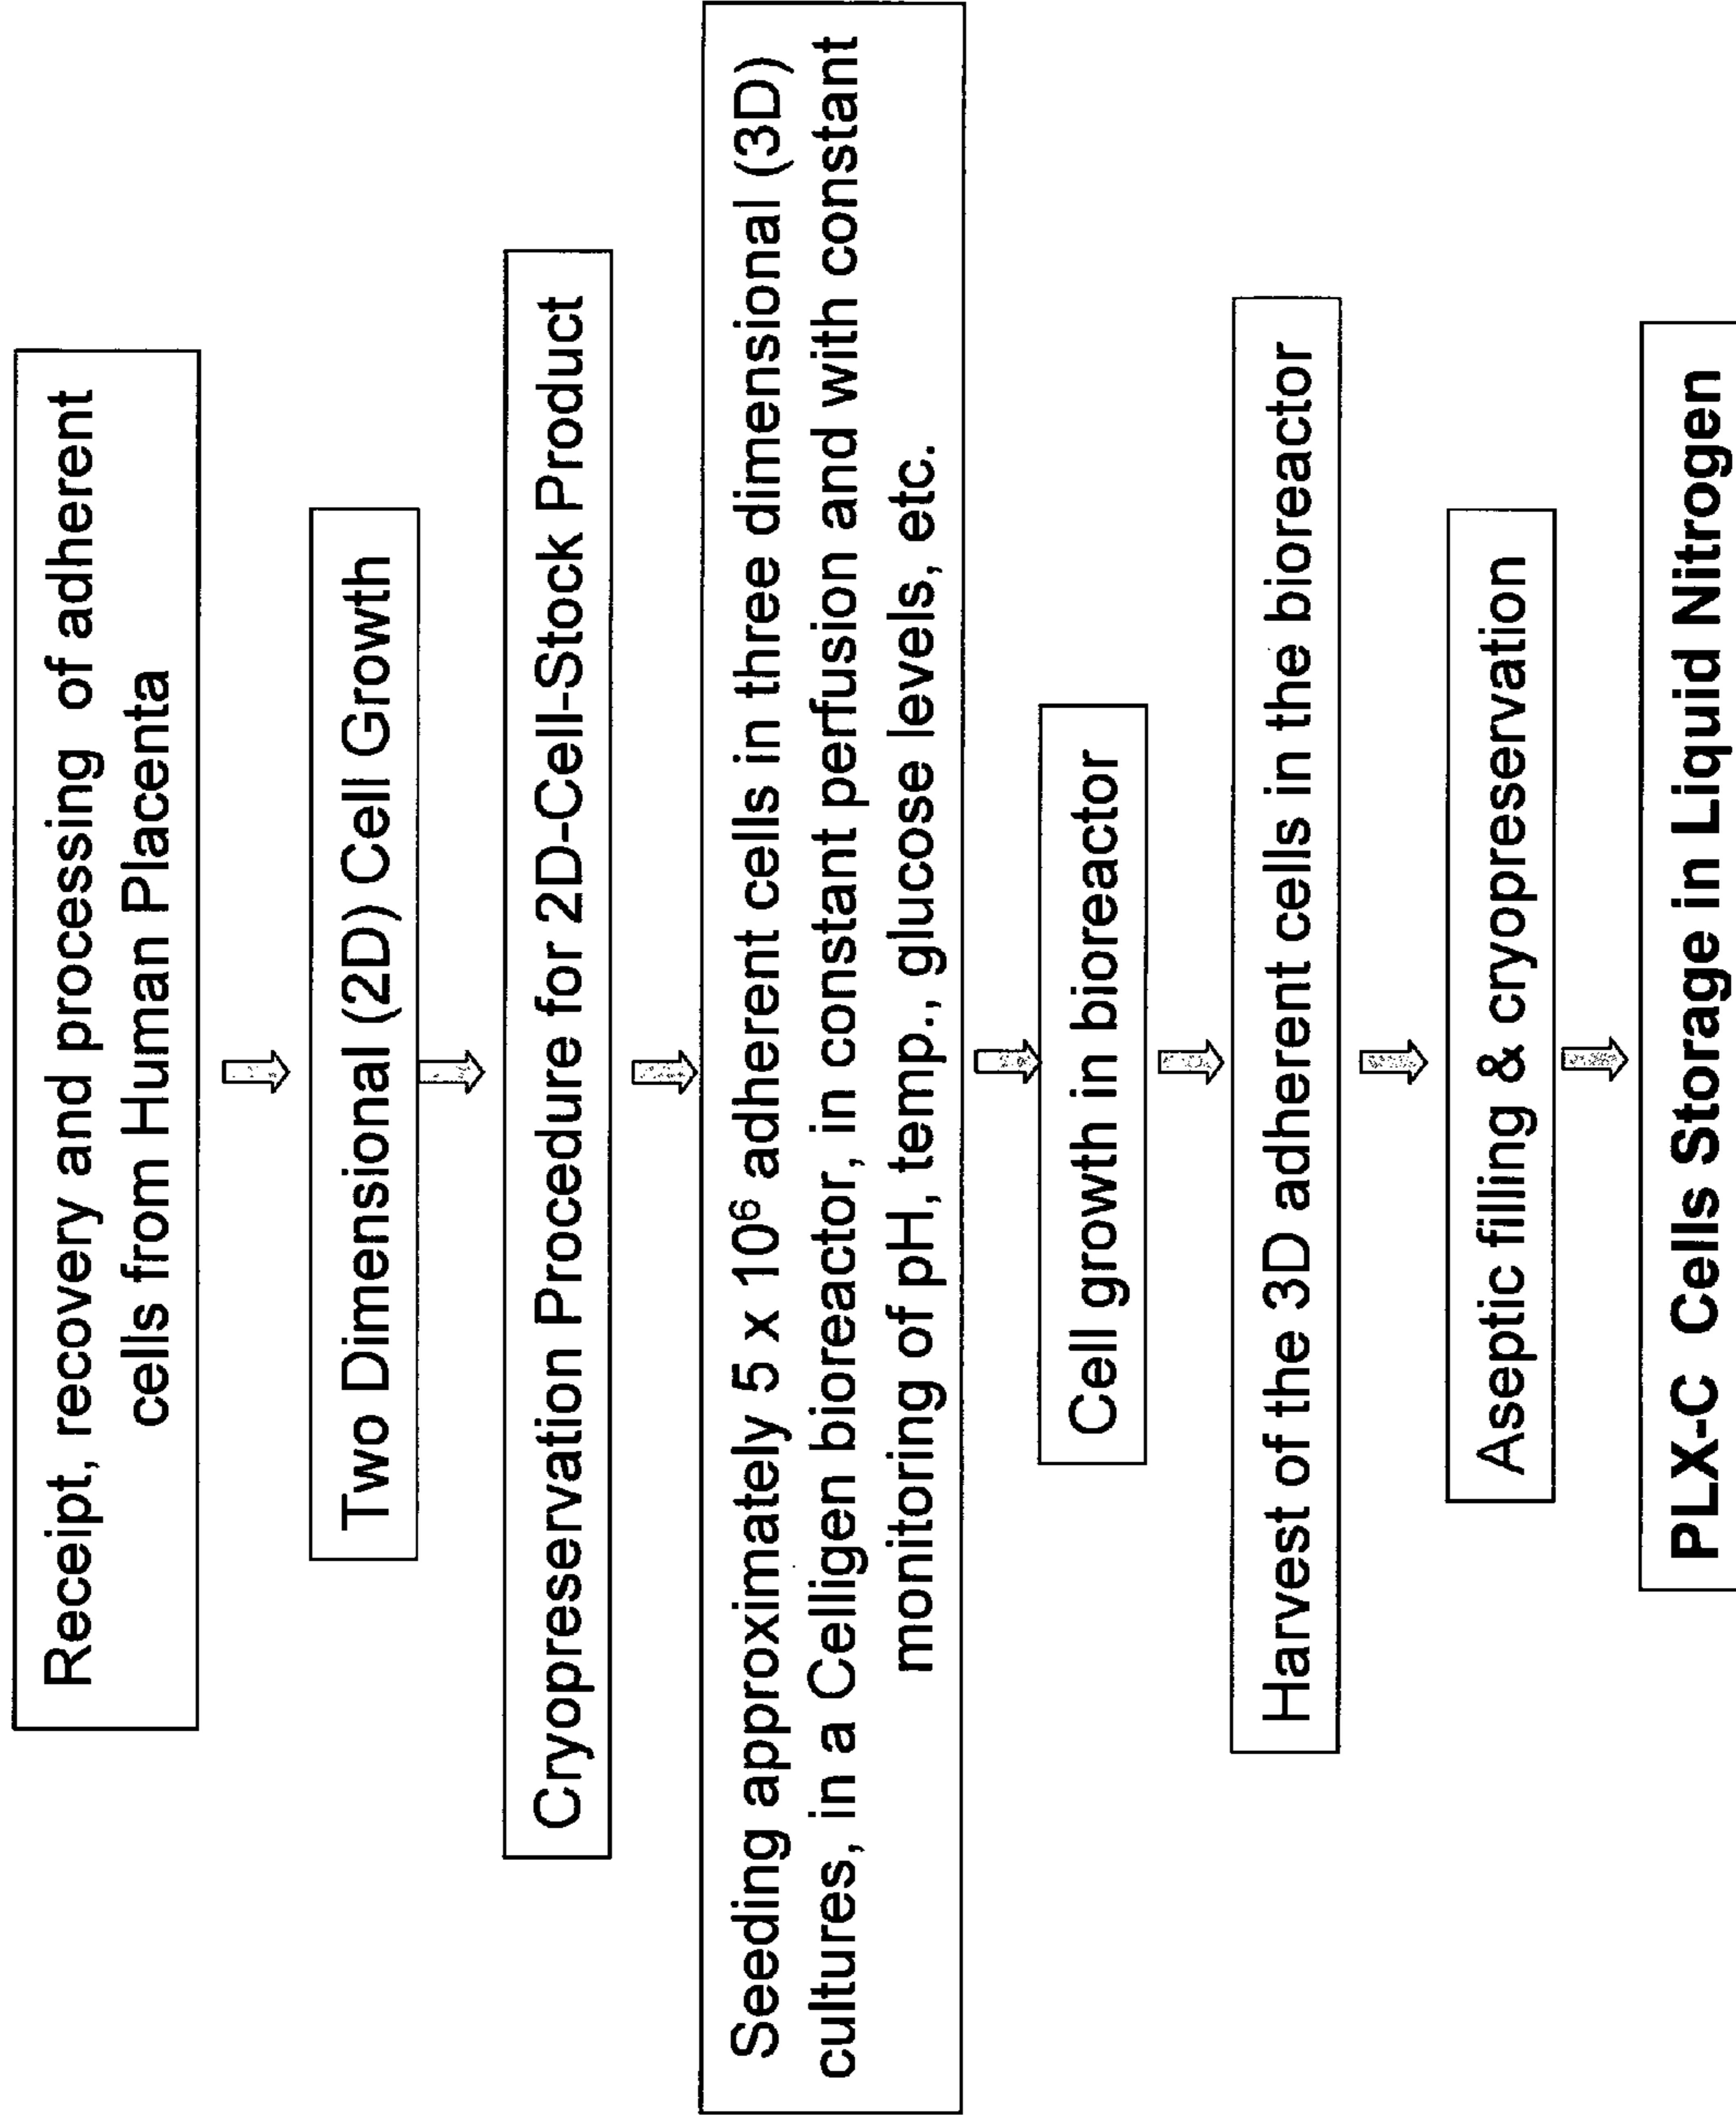 Receipt, recovery and processing of adherent
cells from Human Placenta
Two Dimensional (2D) Cell Growth
Cryopreservation Procedure for 2D-Cell-Stock Product
Seeding approximately 5 x 10⁶ adherent cells in three dimensional (3D)
cultures, in a Celligen bioreactor, in constant perfusion and with constant
monitoring of pH, temp., glucose levels, etc.
Cell growth in bioreactor
Harvest of the 3D adherent cells in the bioreactor
Aseptic filling & cryopreservation
PLX-C Cells Storage in Liquid Nitrogen